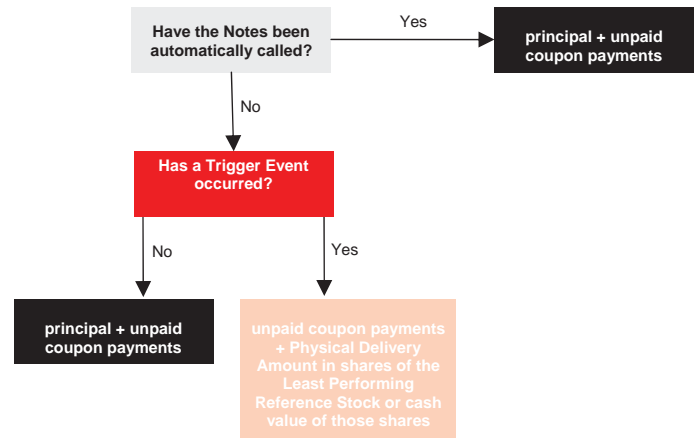 Have the Notes been
automatically called?
Yes
principal + unpaid
coupon payments
No
Has a Trigger Event
occurred?
No
Yes
principal + unpaid
coupon payments
unpaid coupon payments
+ Physical Delivery
Amount in shares of the
Least Performing
Reference Stock or cash
value of those shares